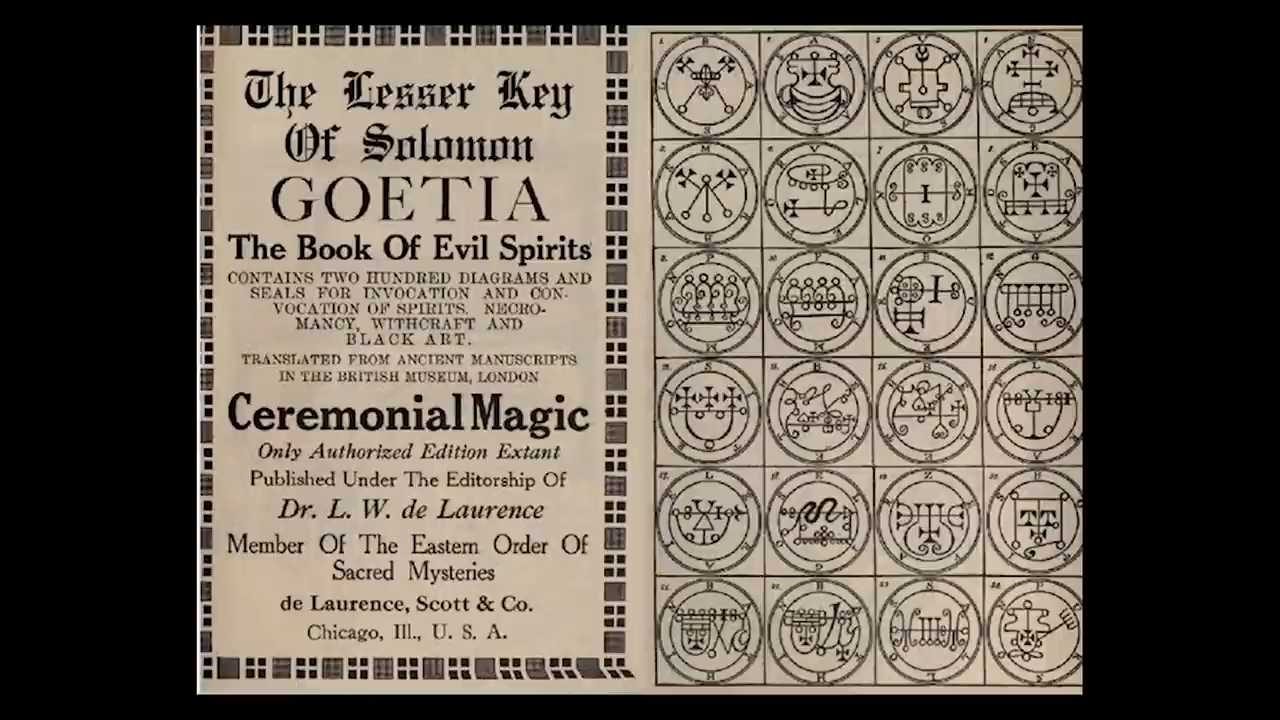 The Lesser Key
Of Solomon
GOETIA
The Book Of Evil Spirits
CONTAINS TWO HUNDRED DIAGRAMS AND
SEALS FOR INVOCATION AND CON-
VOCATION OF SPIRITS. NECRO-
MANCY, WITHCRAFT AND
BLACK ART.
TRANSLATED FROM ANCIENT MANUSCRIPTS
IN THE BRITISH MUSEUM, LONDON
Ceremonial Magic
Only Authorized Edition Extant
Published Under The Editorship Of
Dr. L. W. de Laurence
Member Of The Eastern Order Of
Sacred Mysteries
de Laurence, Scott & Co.
Chicago, Ill., U. S. A.